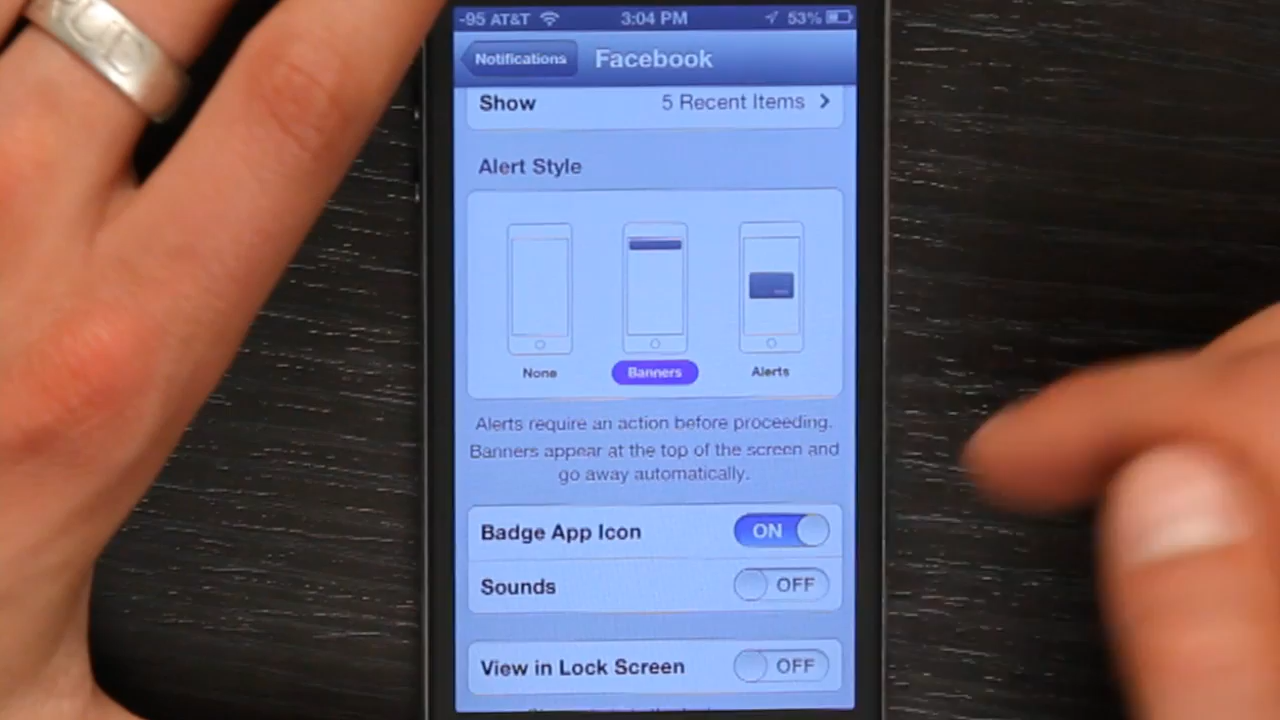 -95 AT&T 3:04 PM 53%
Notifications Facebook
Show 5 Recent Items
Alert Style
None Banners Alerts
Alerts require an action before proceeding.
Banners appear at the top of the screen and
go away automatically.
Badge App Icon ON
Sounds OFF
View in Lock Screen OFF